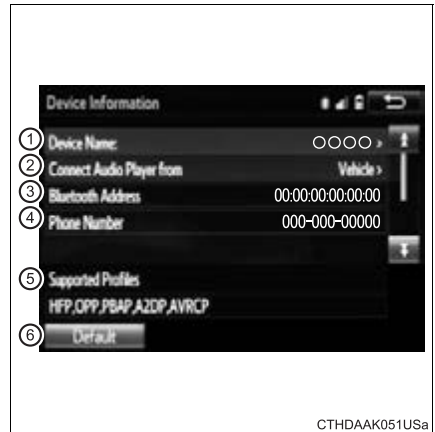 Device Information
① Device Name: ○○○○ >
② Connect Audio Player from Vehicle >
③ Bluetooth Address 00:00:00:00:00:00
④ Phone Number 000-000-00000
⑤ Supported Profiles
HFP,OPP,PBAP,A2DP,AVRCP
⑥ Default
CTHDAAK051USa